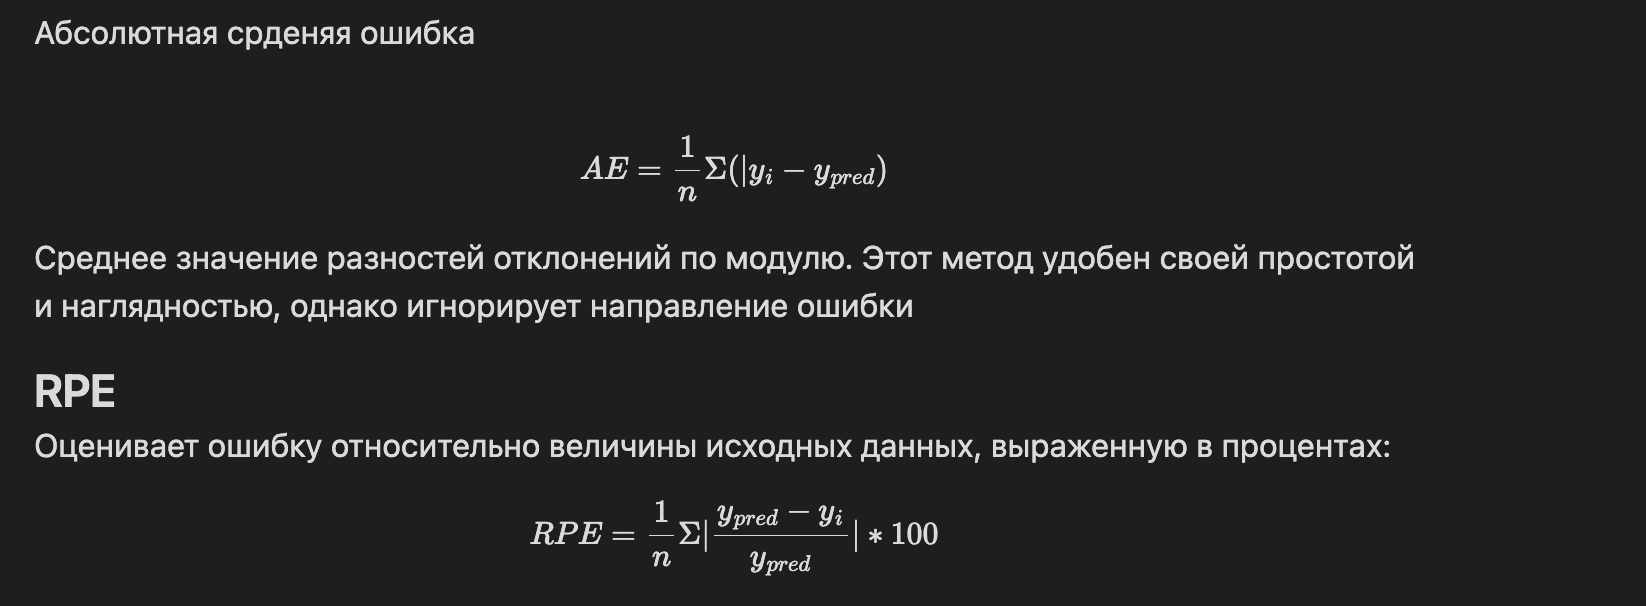 Абсолютная срденяя ошибка
AE = \frac{1}{n} Σ(|y_i − y_{pred})
Среднее значение разностей отклонений по модулю. Этот метод удобен своей простотой
и наглядностью, однако игнорирует направление ошибки
RPE
Оценивает ошибку относительно величины исходных данных, выраженную в процентах:
RPE = \frac{1}{n} Σ|\frac{y_{pred} − y_i}{y_{pred}}| * 100